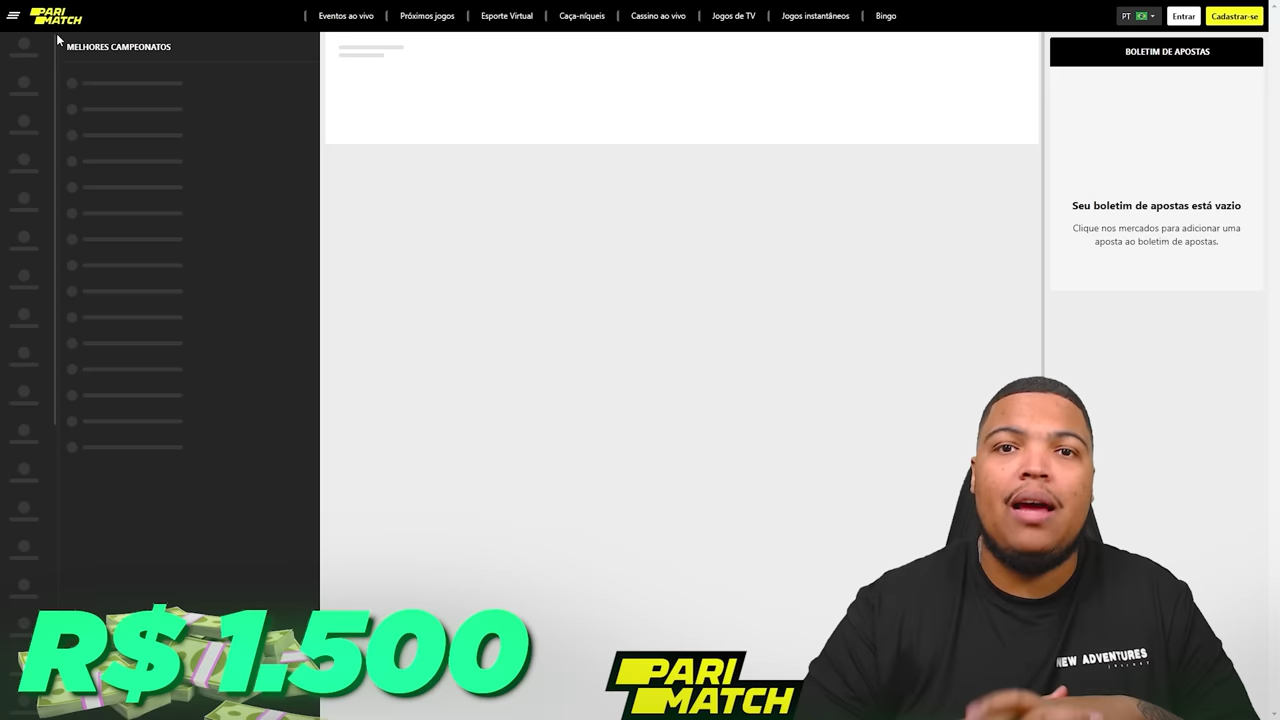 PARI MATCH
Eventos ao vivo
Próximos jogos
Esporte Virtual
Caça-níqueis
Cassino ao vivo
Jogos de TV
Jogos instantâneos
Bingo
PT
Entrar
Cadastrar-se
MELHORES CAMPEONATOS
BOLETIM DE APOSTAS
Seu boletim de apostas está vazio
Clique nos mercados para adicionar uma
aposta ao boletim de apostas.
R$ 1.500
PARI
MATCH
NEW ADVENTURES